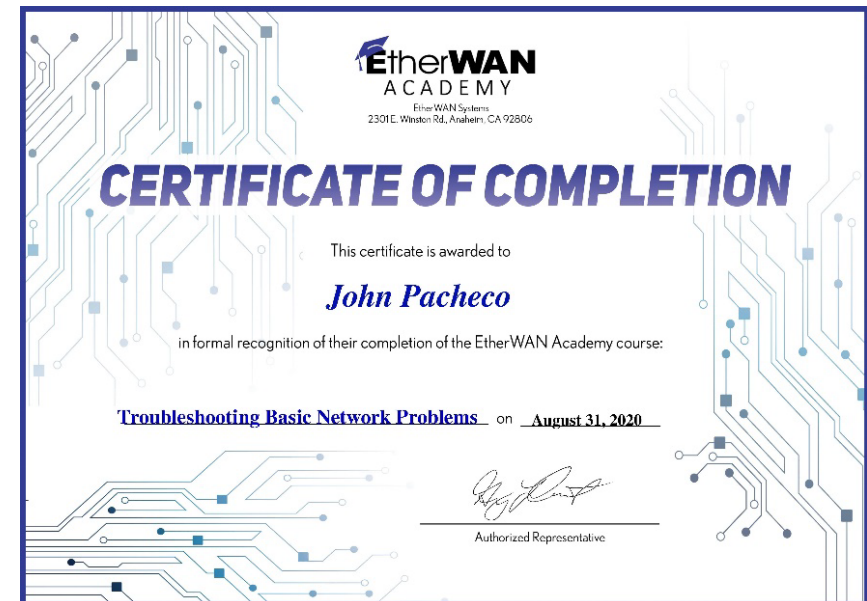 EtherWAN
ACADEMY
EtherWAN Systems
2301 E. Winston Rd., Anaheim, CA 92806
CERTIFICATE OF COMPLETION
This certificate is awarded to
John Pacheco
in formal recognition of their completion of the EtherWAN Academy course:
Troubleshooting Basic Network Problems on August 31, 2020
Authorized Representative